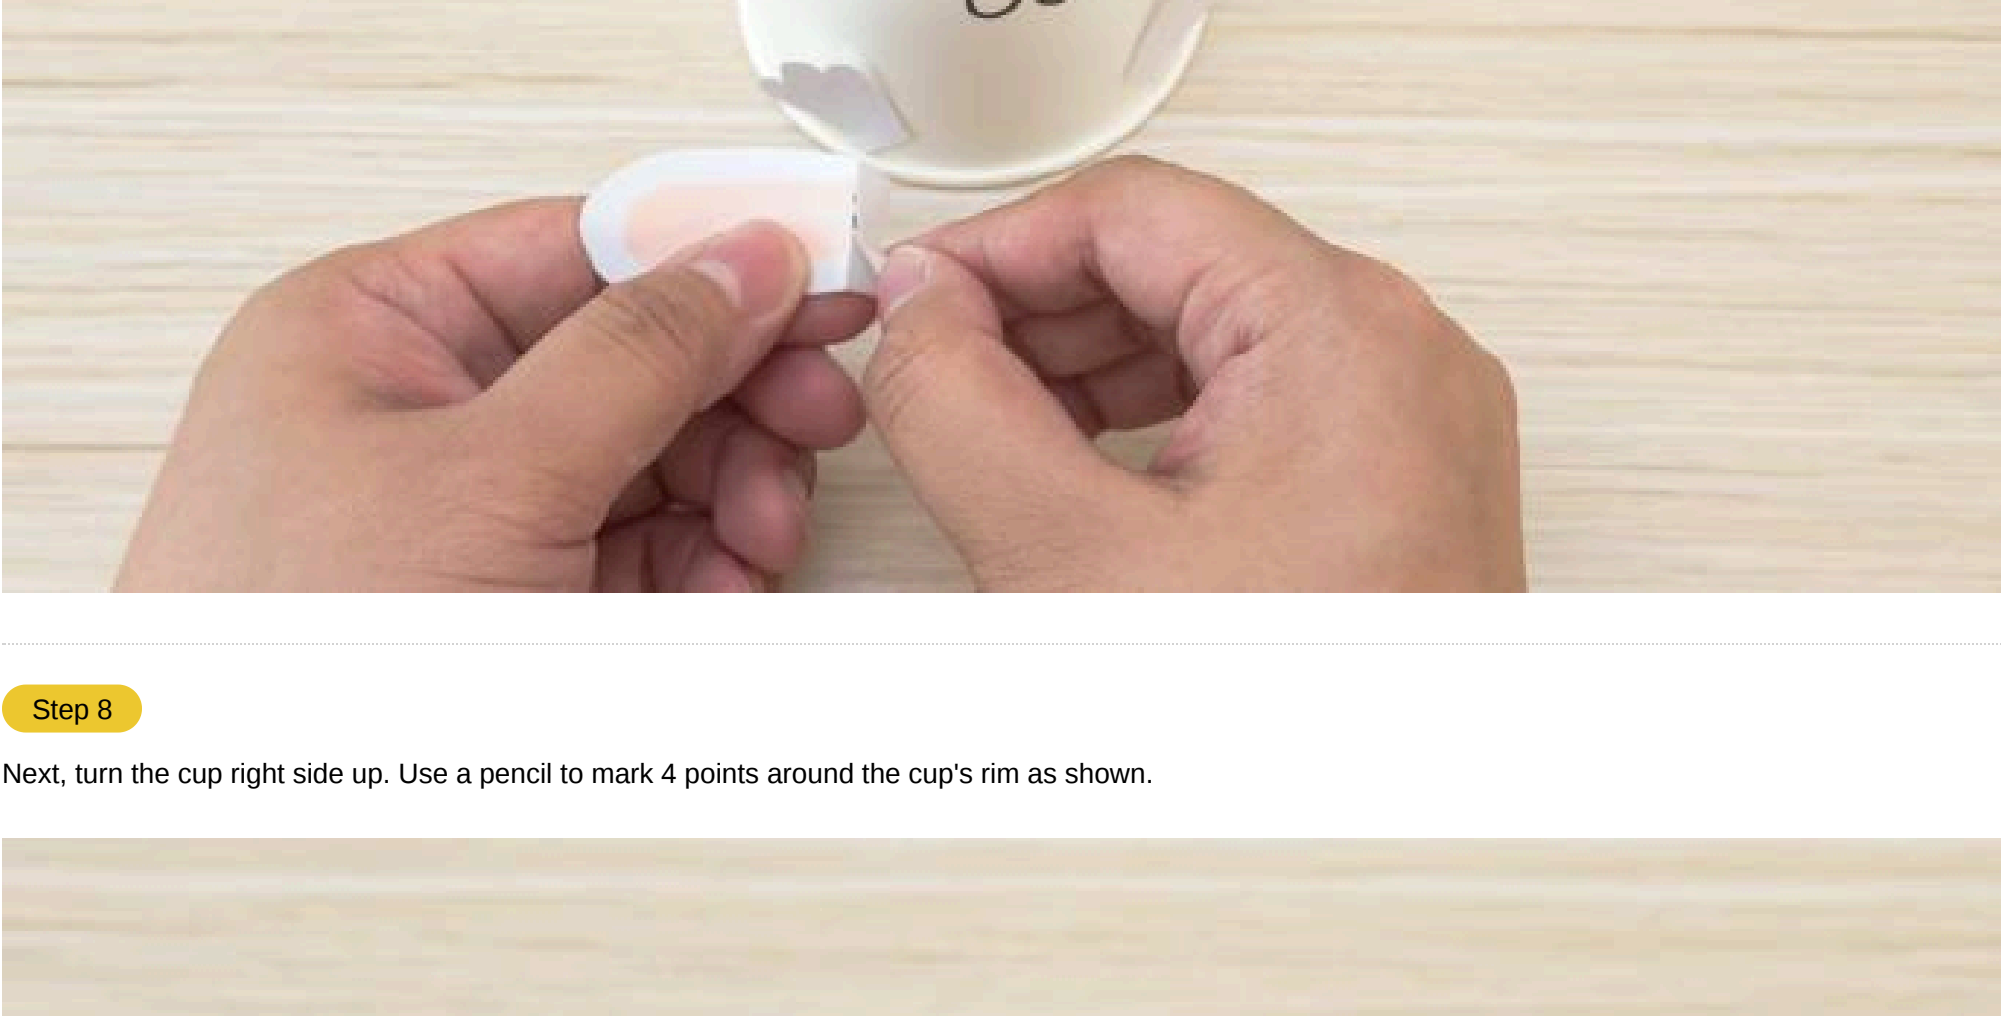 Step 8
Next, turn the cup right side up. Use a pencil to mark 4 points around the cup's rim as shown.